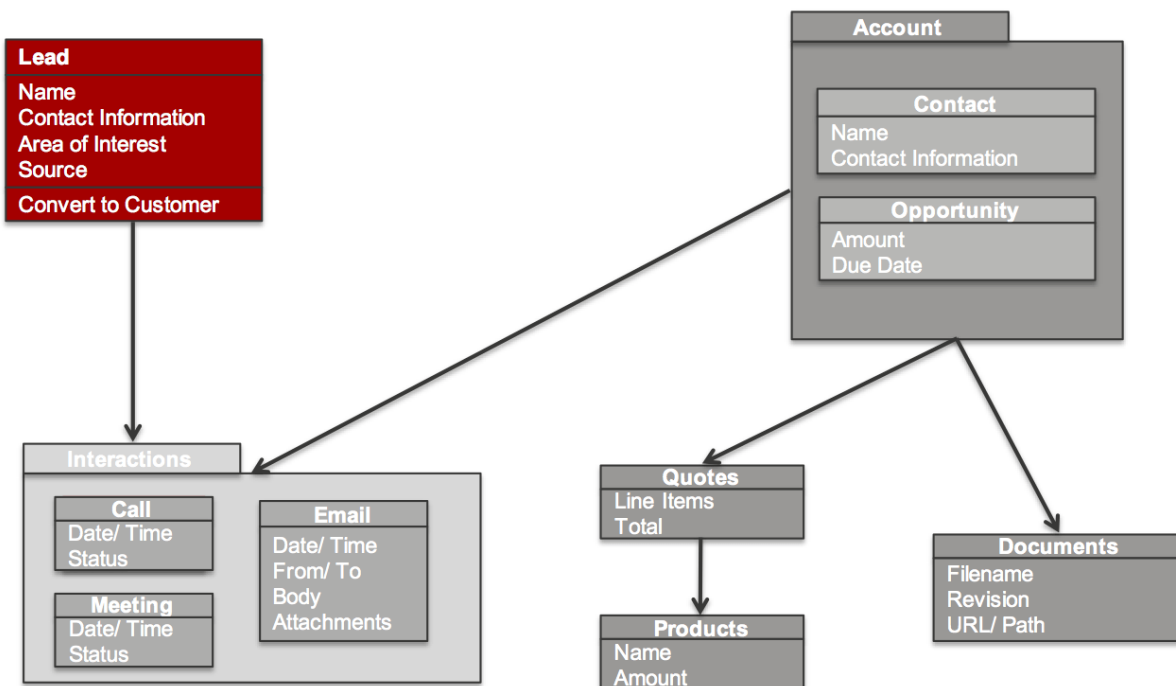 Lead
Name
Contact Information
Area of Interest
Source
Convert to Customer
Account
Contact
Name
Contact Information
Opportunity
Amount
Due Date
Interactions
Call
Date/ Time
Status
Meeting
Date/ Time
Status
Email
Date/ Time
From/ To
Body
Attachments
Quotes
Line Items
Total
Products
Name
Amount
Documents
Filename
Revision
URL/ Path